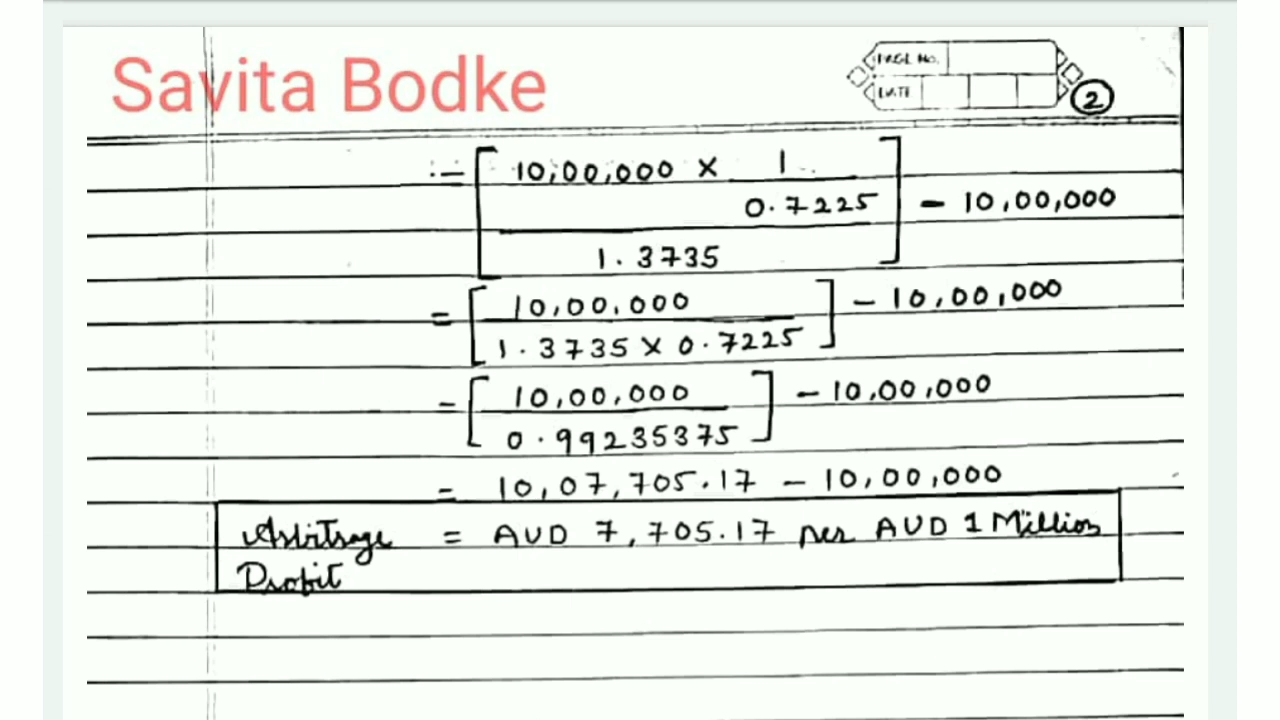 Savita Bodke
PAGE No.
DATE
2
:= [ 10,00,000 × 1
0.7225 ] - 10,00,000
1.3735
= [ 10,00,000 ] - 10,00,000
1.3735 × 0.7225
= [ 10,00,000 ] - 10,00,000
0.99235375
= 10,07,705.17 - 10,00,000
Arbitrage = AUD 7,705.17 per AUD 1 Million
Profit